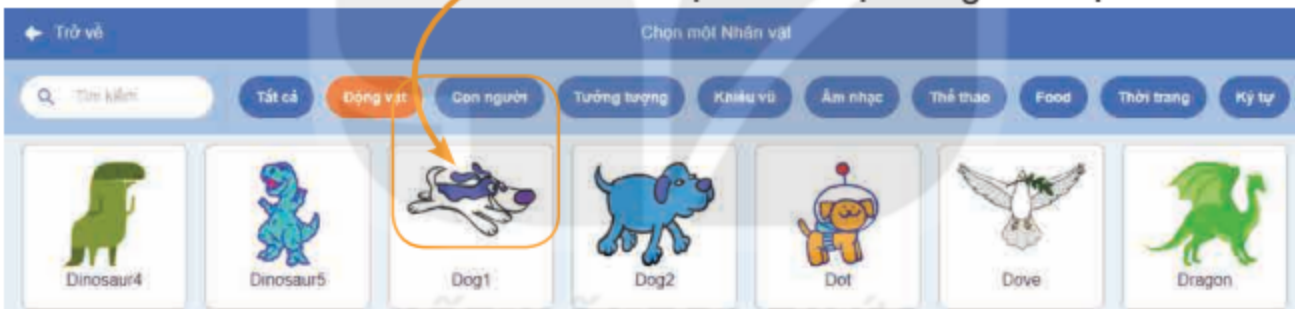 Trở về
Chọn một Nhân vật
Tìm kiếm
Tất cả
Động vật
Con người
Tưởng tượng
Khiêu vũ
Âm nhạc
Thể thao
Food
Thời trang
Ký tự
Dinosaur4
Dinosaur5
Dog1
Dog2
Dot
Dove
Dragon